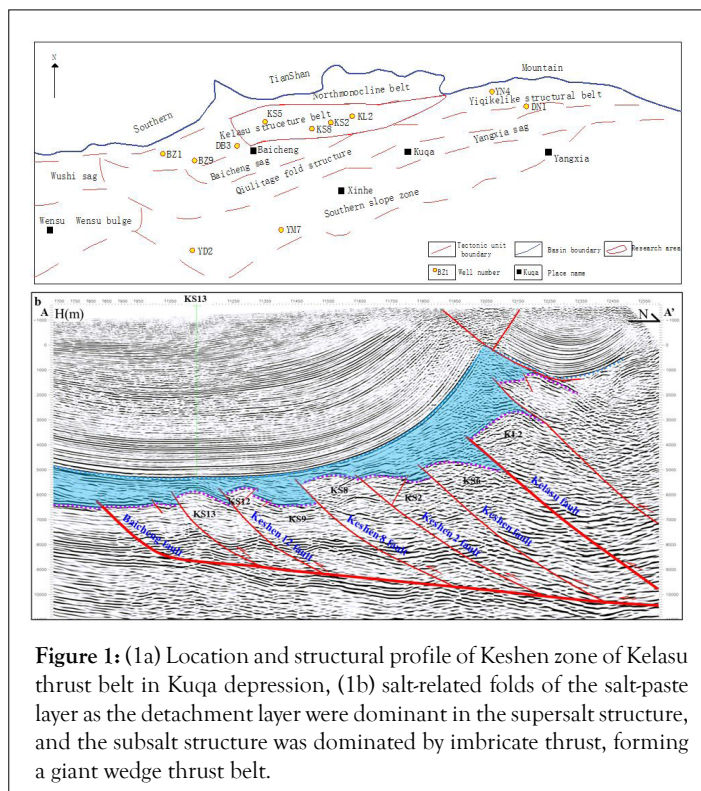 N
TianShan
Mountain
Southern
Northmonocline belt
YN4
Yiqikelike structural belt
DN1
KS5
KL2
KS2
KS8
Kelasu structure belt
DB3
BZ1
BZ9
Baicheng
Baicheng sag
Qiulitage fold structure
Kuqa
Yangxia sag
Yangxia
Wushi sag
Xinhe
Southern slope zone
Wensu
Wensu bulge
YM7
YD2
Tectonic unit boundary
Basin boundary
Research area
BZ1 Well number
Kuqa Place name
b
KS13
A H(m)
N A'
KL2
Kelasu fault
KS6
KS2
KS8
KS12
KS13
KS9
Baicheng fault
Keshen 12 fault
Keshen 8 fault
Keshen 2 fault
Keshen fault
Figure 1: (1a) Location and structural profile of Keshen zone of Kelasu
thrust belt in Kuqa depression, (1b) salt-related folds of the salt-paste
layer as the detachment layer were dominant in the supersalt structure,
and the subsalt structure was dominated by imbricate thrust, forming
a giant wedge thrust belt.